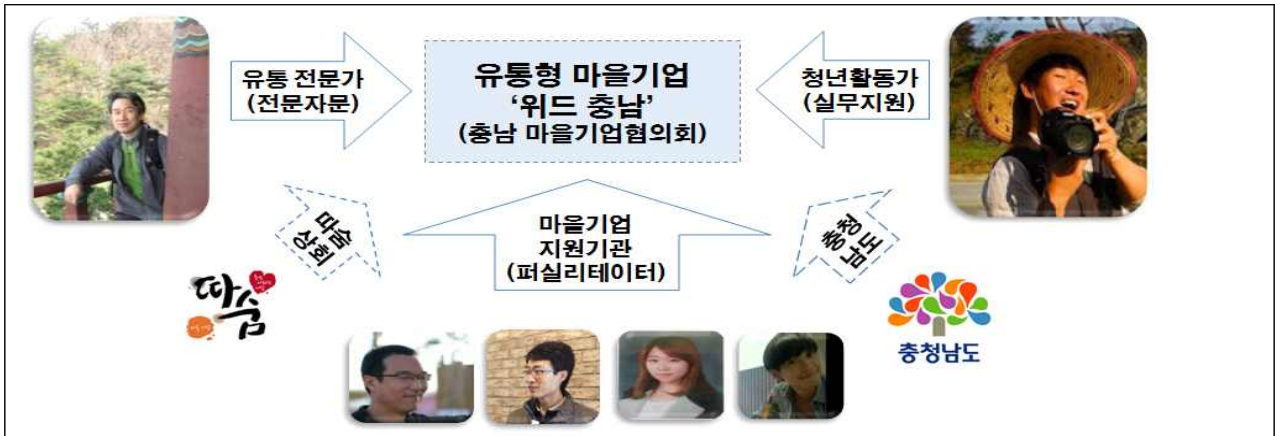 유통 전문가
(전문자문)
유통형 마을기업
‘위드 충남’
(충남 마을기업협의회)
청년활동가
(실무지원)
따숨
상회
마을기업
지원기관
(퍼실리테이터)
충청
남도
따숨
충청남도